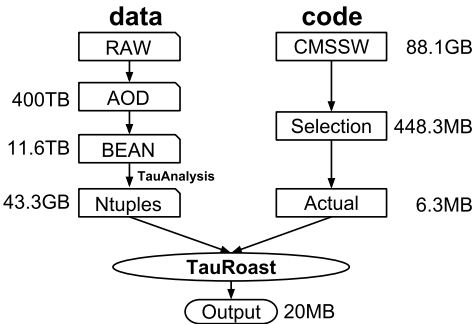 data code
RAW CMSSW 88.1GB
400TB AOD
Selection 448.3MB
11.6TB BEAN
TauAnalysis
43.3GB Ntuples Actual 6.3MB
TauRoast
Output 20MB